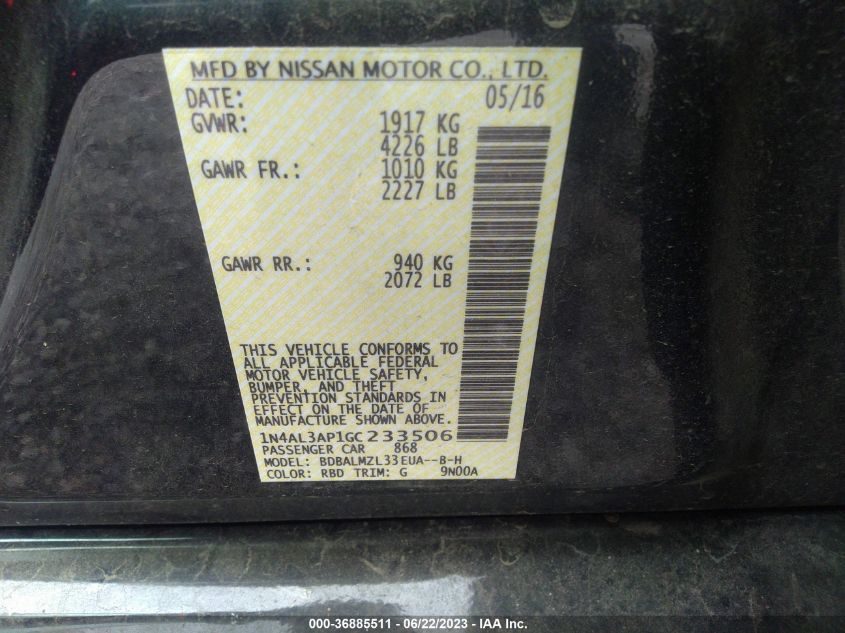 MFD BY NISSAN MOTOR CO., LTD.
DATE: 05/16
GVWR: 1917 KG
4226 LB
GAWR FR.: 1010 KG
2227 LB
GAWR RR.: 940 KG
2072 LB
THIS VEHICLE CONFORMS TO
ALL APPLICABLE FEDERAL
MOTOR VEHICLE SAFETY,
BUMPER, AND THEFT
PREVENTION STANDARDS IN
EFFECT ON THE DATE OF
MANUFACTURE SHOWN ABOVE.
1N4AL3AP1GC233506
PASSENGER CAR 868
MODEL: BDBALMZL33EUA--B-H
COLOR: RBD TRIM: G 9N00A
000-36885511 - 06/22/2023 - IAA Inc.